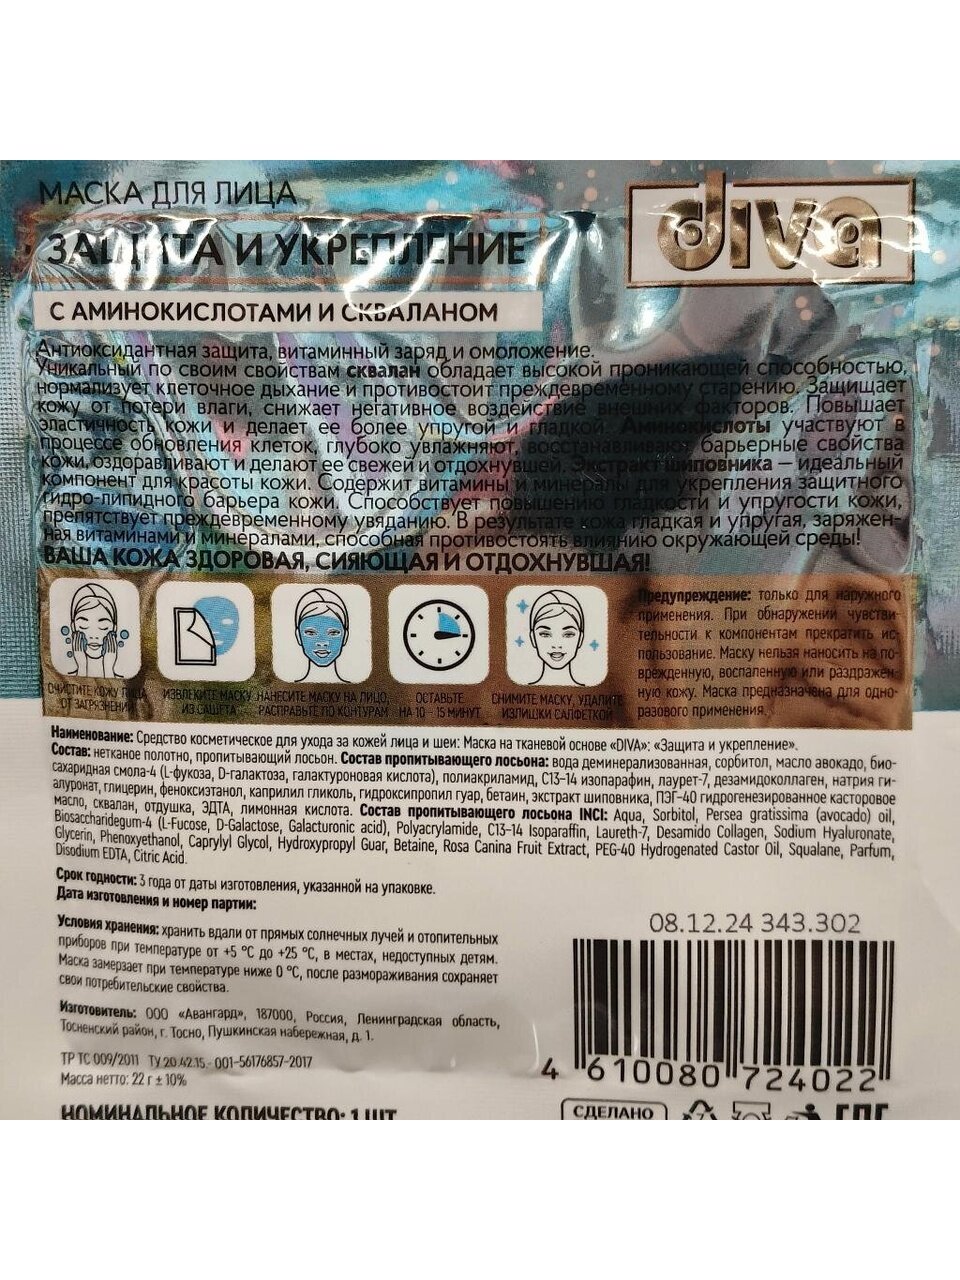 МАСКА ДЛЯ ЛИЦА
diva
ЗАЩИТА И УКРЕПЛЕНИЕ
С АМИНОКИСЛОТАМИ И СКВАЛАНОМ
Антиоксидантная защита, витаминный заряд и омоложение.
Уникальный по своим свойствам сквалан обладает высокой проникающей способностью,
нормализует клеточное дыхание и противостоит преждевременному старению. Защищает
кожу от потери влаги, снижает негативное воздействие внешних факторов. Повышает
эластичность кожи и делает ее более упругой и гладкой. Аминокислоты участвуют в
процессе обновления клеток, глубоко увлажняют, восстанавливают барьерные свойства
кожи, оздоравливают и делают ее свежей и отдохнувшей. Экстракт шиповника – идеальный
компонент для красоты кожи. Содержит витамины и минералы для укрепления защитного
гидро-липидного барьера кожи. Способствует повышению гладкости и упругости кожи,
препятствует преждевременному увяданию. В результате кожа гладкая и упругая, заряжен-
ная витаминами и минералами, способная противостоять влиянию окружающей среды!
ВАША КОЖА ЗДОРОВАЯ, СИЯЮЩАЯ И ОТДОХНУВШАЯ!
ОЧИСТИТЕ КОЖУ ЛИЦА
ОТ ЗАГРЯЗНЕНИЙ
ИЗВЛЕКИТЕ МАСКУ
ИЗ САШЕТА
НАНЕСИТЕ МАСКУ НА ЛИЦО,
РАСПРАВЬТЕ ПО КОНТУРАМ
ОСТАВЬТЕ
НА 10 – 15 МИНУТ
СНИМИТЕ МАСКУ, УДАЛИТЕ
ИЗЛИШКИ САЛФЕТКОЙ
Предупреждение: только для наружного
применения. При обнаружении чувстви-
тельности к компонентам прекратить ис-
пользование. Маску нельзя наносить на по-
врежденную, воспаленную или раздражен-
ную кожу. Маска предназначена для одно-
разового применения.
Наименование: Средство косметическое для ухода за кожей лица и шеи: Маска на тканевой основе «DIVA»: «Защита и укрепление».
Состав: нетканое полотно, пропитывающий лосьон. Состав пропитывающего лосьона: вода деминерализованная, сорбитол, масло авокадо, био-
сахаридная смола-4 (L-фукоза, D-галактоза, галактуроновая кислота), полиакриламид, С13-14 изопарафин, лаурет-7, дезамидоколлаген, натрия ги-
алуронат, глицерин, феноксиэтанол, каприлил гликоль, гидроксипропил гуар, бетаин, экстракт шиповника, ПЭГ-40 гидрогенизированное касторовое
масло, сквалан, отдушка, ЭДТА, лимонная кислота. Состав пропитывающего лосьона INCI: Aqua, Sorbitol, Persea gratissima (avocado) oil,
Biosaccharidegum-4 (L-Fucose, D-Galactose, Galacturonic acid), Polyacrylamide, C13-14 Isoparaffin, Laureth-7, Desamido Collagen, Sodium Hyaluronate,
Glycerin, Phenoxyethanol, Caprylyl Glycol, Hydroxypropyl Guar, Betaine, Rosa Canina Fruit Extract, PEG-40 Hydrogenated Castor Oil, Squalane, Parfum,
Disodium EDTA, Citric Acid.
Срок годности: 3 года от даты изготовления, указанной на упаковке.
Дата изготовления и номер партии:
08.12.24 343.302
Условия хранения: хранить вдали от прямых солнечных лучей и отопительных
приборов при температуре от +5 °С до +25 °С, в местах, недоступных детям.
Маска замерзает при температуре ниже 0 °С, после размораживания сохраняет
свои потребительские свойства.
Изготовитель: ООО «Авангард», 187000, Россия, Ленинградская область,
Тосненский район, г. Тосно, Пушкинская набережная, д. 1.
ТР ТС 009/2011 ТУ 20.42.15.-001-56176857-2017
Масса нетто: 22 г ± 10%
4 610080 724022
НОМИНАЛЬНОЕ КОЛИЧЕСТВО: 1 ШТ
СДЕЛАНО